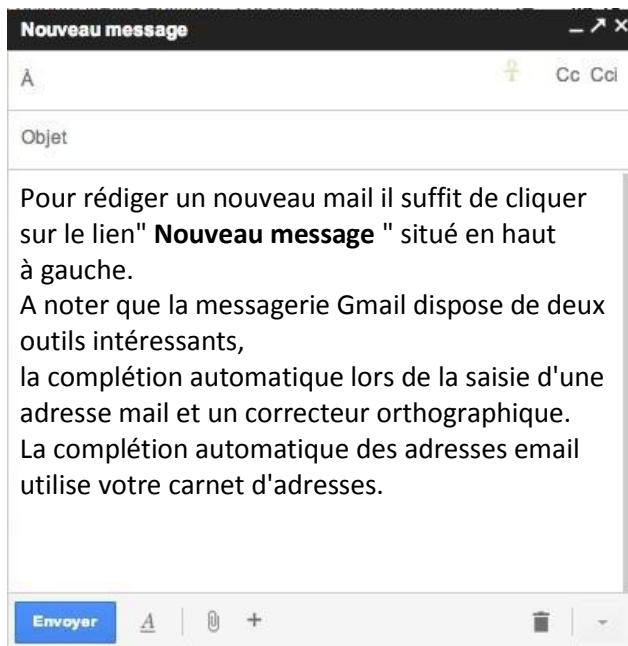 Nouveau message
À Cc Cci
Objet
Pour rédiger un nouveau mail il suffit de cliquer
sur le lien" Nouveau message " situé en haut
à gauche.
A noter que la messagerie Gmail dispose de deux
outils intéressants,
la complétion automatique lors de la saisie d'une
adresse mail et un correcteur orthographique.
La complétion automatique des adresses email
utilise votre carnet d'adresses.
Envoyer A